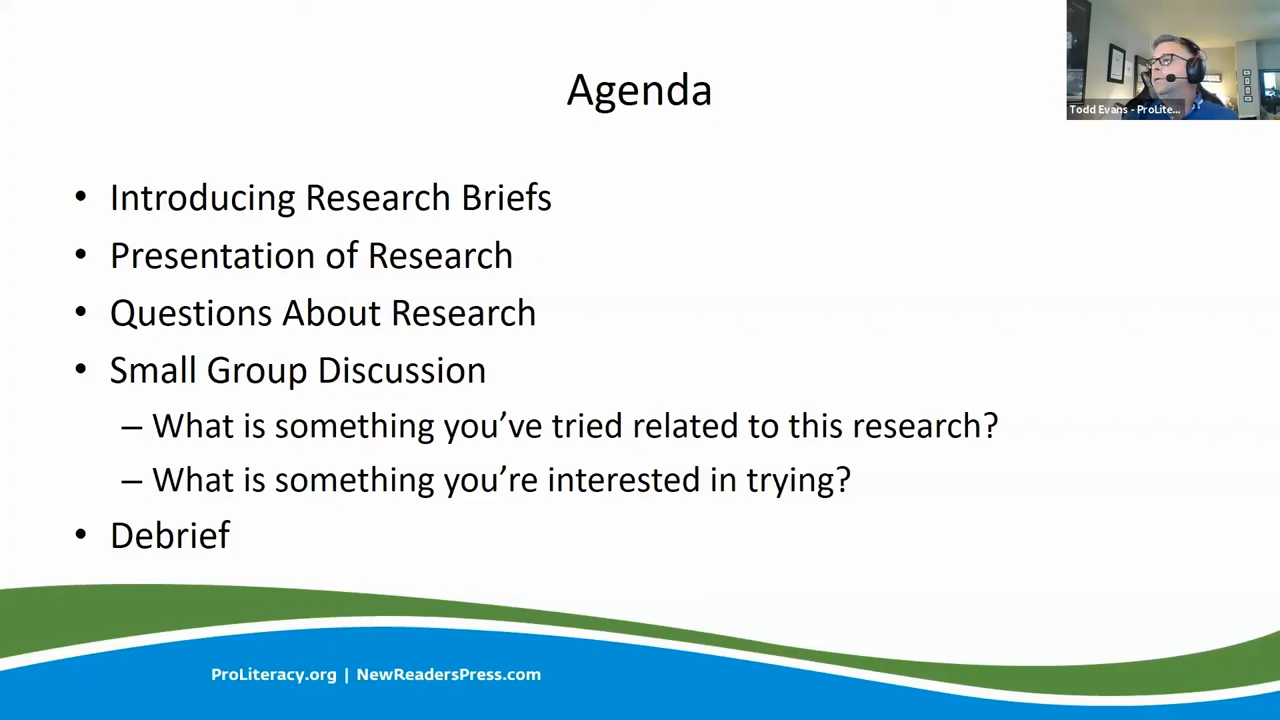 Agenda
Todd Evans - ProLite...
• Introducing Research Briefs
• Presentation of Research
• Questions About Research
• Small Group Discussion
– What is something you’ve tried related to this research?
– What is something you’re interested in trying?
• Debrief
ProLiteracy.org | NewReadersPress.com